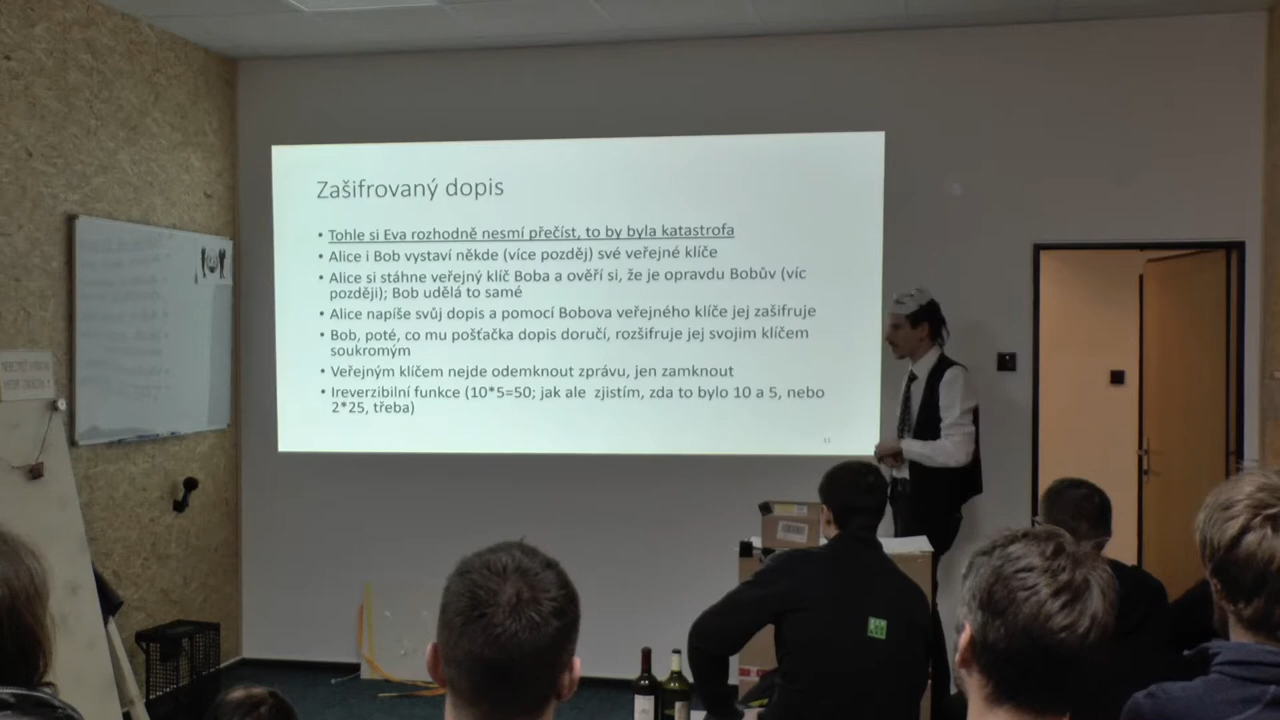 Zašifrovaný dopis
• Tohle si Eva rozhodně nesmí přečíst, to by byla katastrofa
• Alice i Bob vystaví někde (více později) své veřejné klíče
• Alice si stáhne veřejný klíč Boba a ověří si, že je opravdu Bobův (víc
později); Bob udělá to samé
• Alice napíše svůj dopis a pomocí Bobova veřejného klíče jej zašifruje
• Bob, poté, co mu pošťačka dopis doručí, rozšifruje jej svojim klíčem
soukromým
• Veřejným klíčem nejde odemknout zprávu, jen zamknout
• Ireverzibilní funkce (10*5=50; jak ale zjistím, zda to bylo 10 a 5, nebo
2*25, třeba)